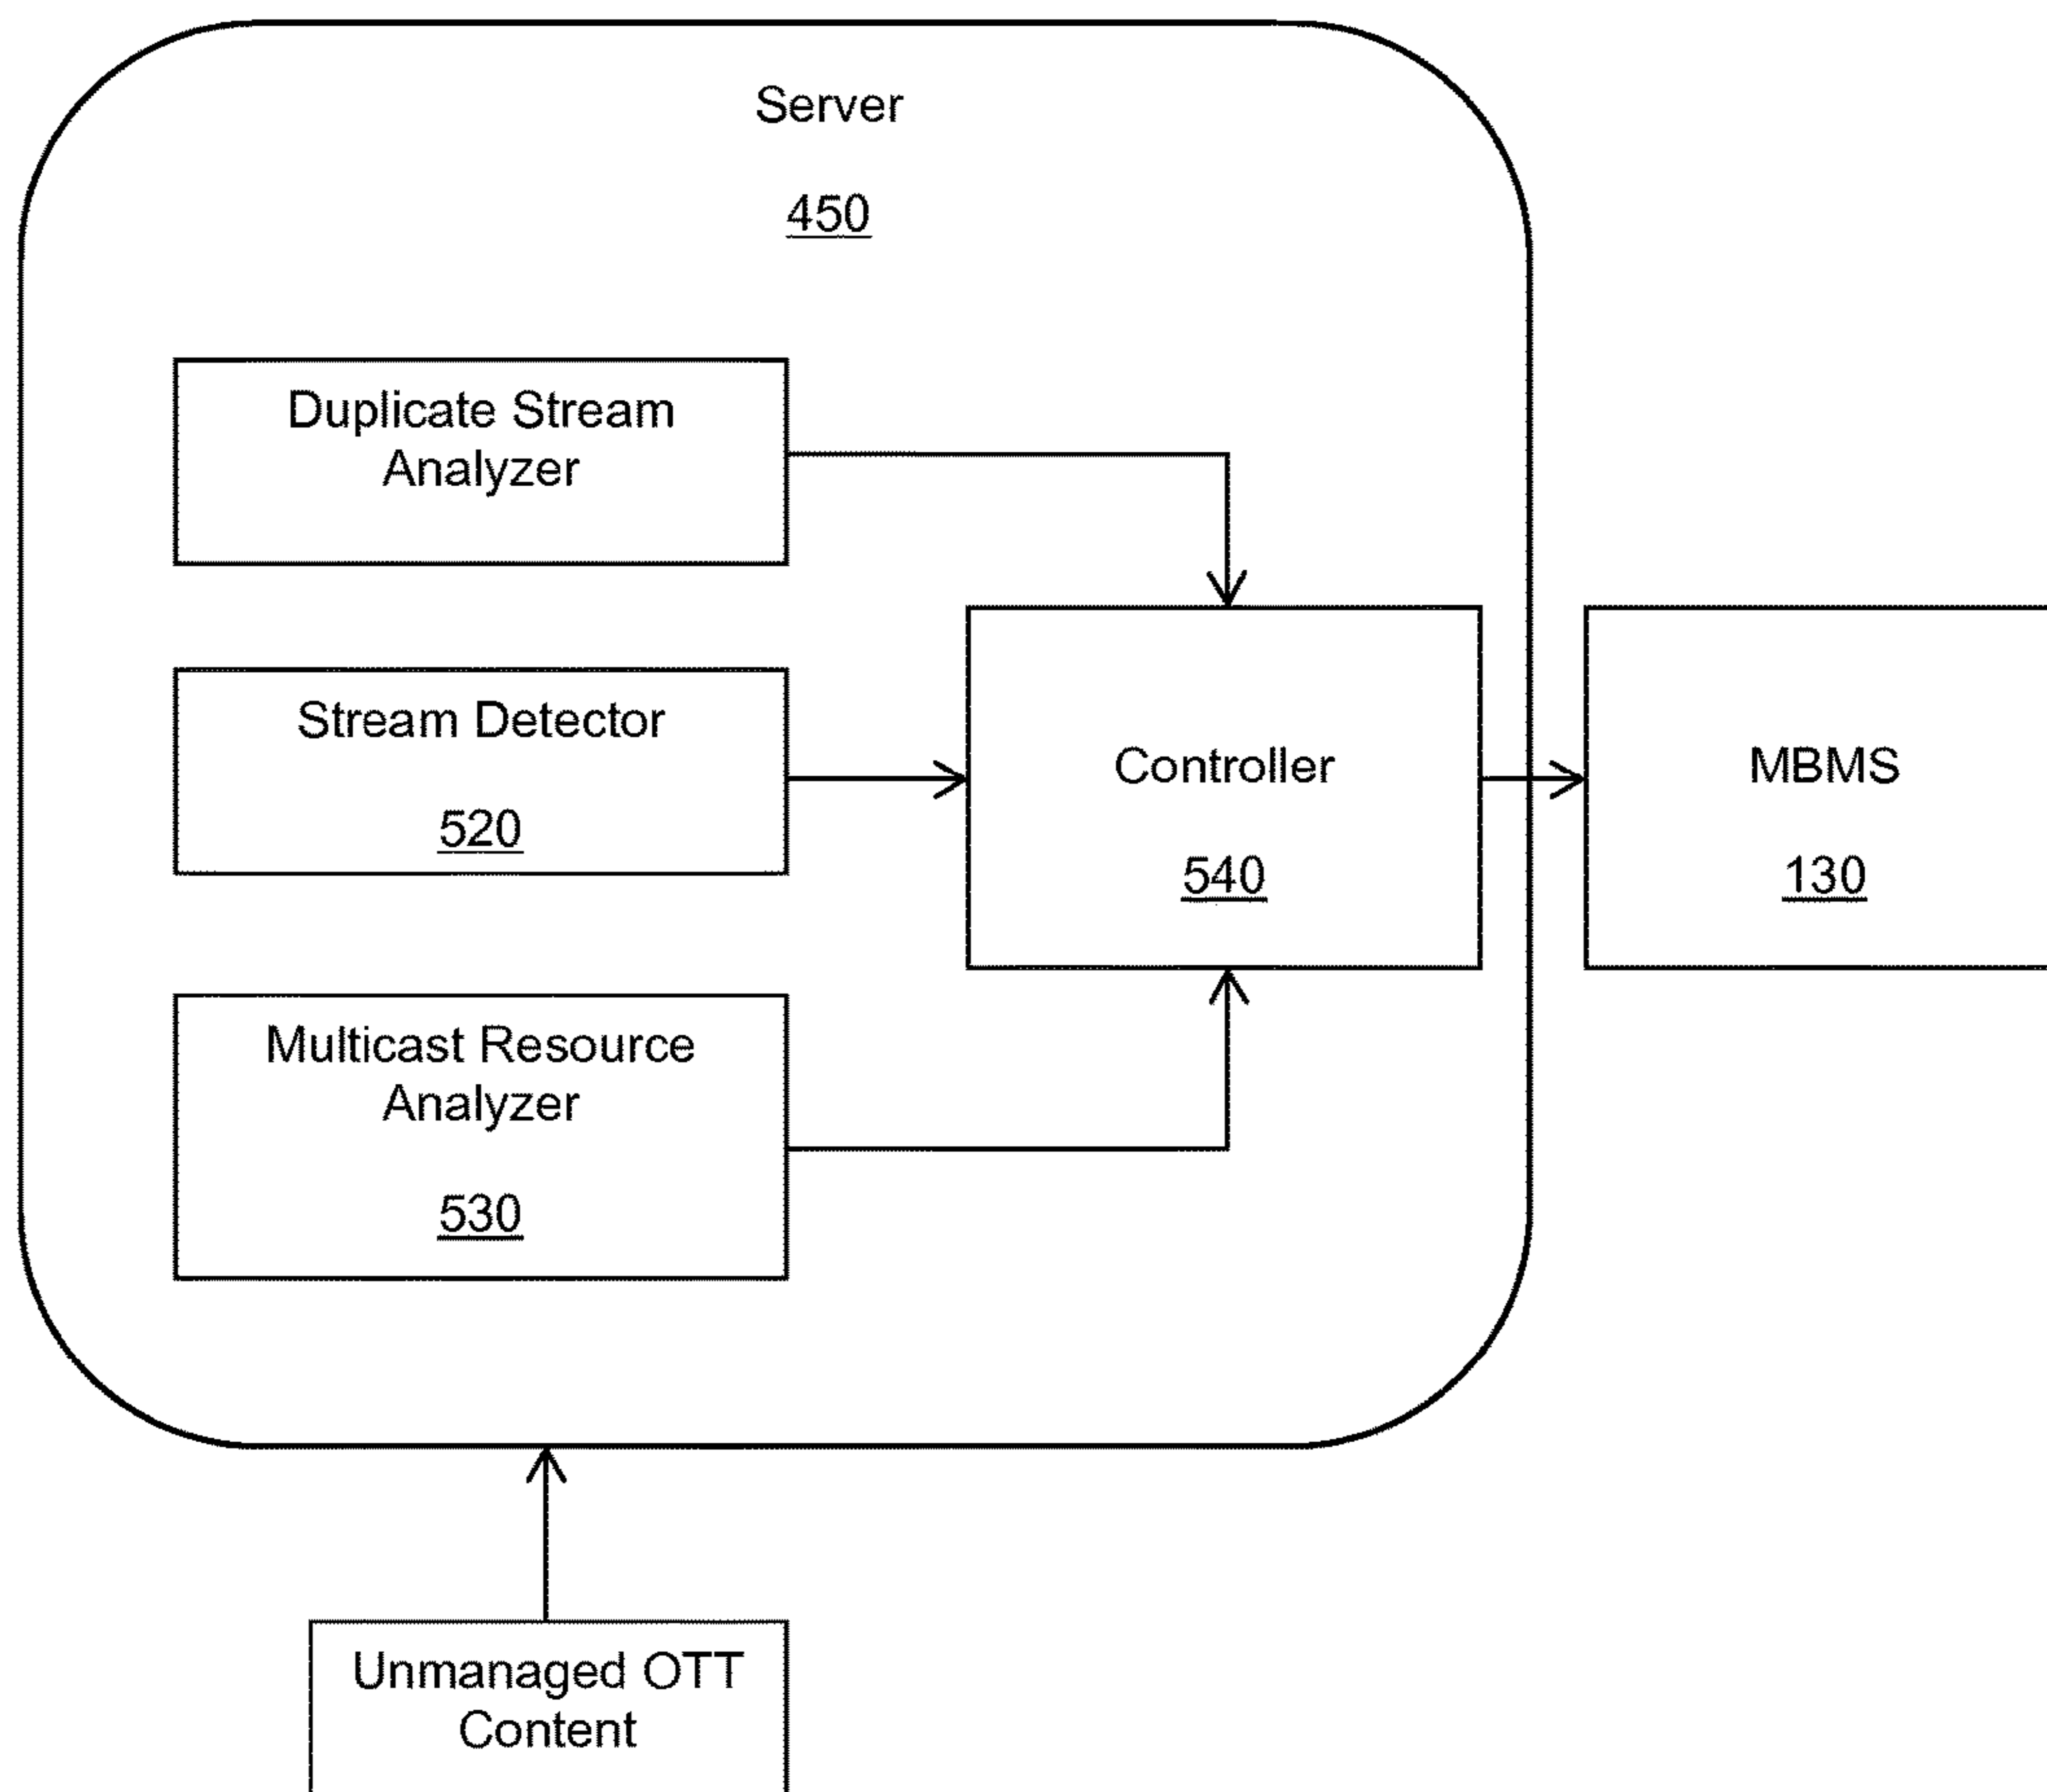 Server
450
Duplicate Stream
Analyzer
Stream Detector
520
Controller
540
MBMS
130
Multicast Resource
Analyzer
530
Unmanaged OTT
Content